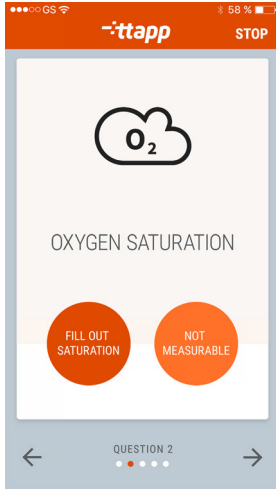 GS 58 %
ttapp STOP
O2
OXYGEN SATURATION
FILL OUT
SATURATION
NOT
MEASURABLE
QUESTION 2